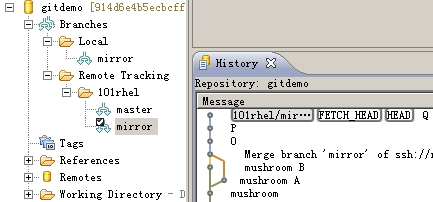 gitdemo [914d6e4b5ecbcff
Branches
Local
mirror
Remote Tracking
101rhel
master
mirror
Tags
References
Remotes
Working Directory - D
History
Repository: gitdemo
Message
101rhel/mir... FETCH_HEAD HEAD Q
P
O
Merge branch 'mirror' of ssh://
mushroom B
mushroom A
mushroom